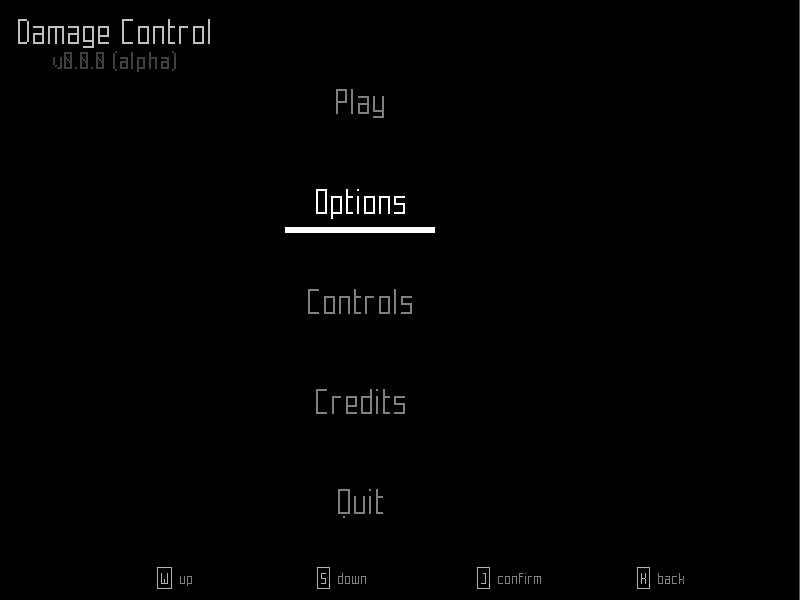 Damage Control
v0.0.0 (alpha)
Play
Options
Controls
Credits
Quit
W up S down J confirm K back